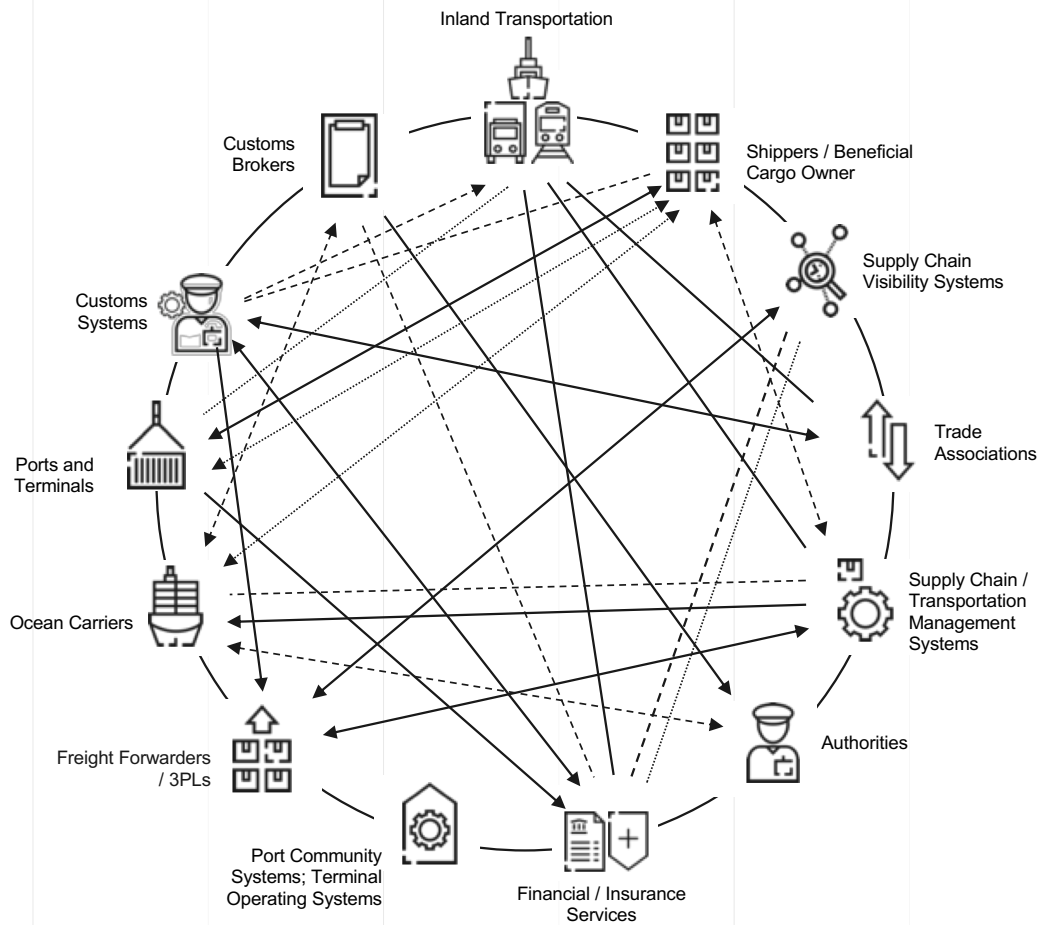 Inland Transportation
Customs
Brokers
Shippers / Beneficial
Cargo Owner
Supply Chain
Visibility Systems
Customs
Systems
Trade
Associations
Ports and
Terminals
Supply Chain /
Transportation
Management
Systems
Ocean Carriers
Authorities
Freight Forwarders
/ 3PLs
Port Community
Systems; Terminal
Operating Systems
Financial / Insurance
Services